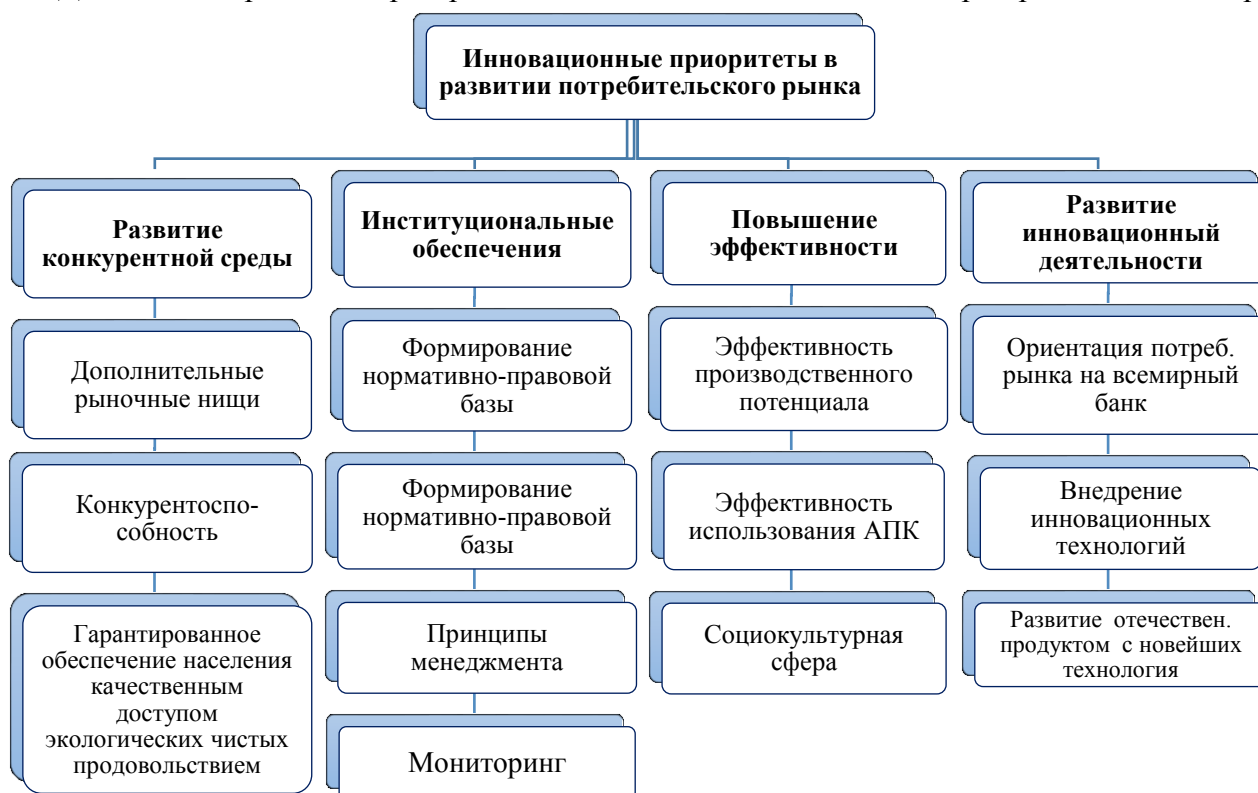 Инновационные приоритеты в
развитии потребительского рынка
Развитие
конкурентной среды
Дополнительные
рыночные нищи
Конкурентоспо-
собность
Гарантированное
обеспечение населения
качественным
доступом
экологических чистых
продовольствием
Институциональные
обеспечения
Формирование
нормативно-правовой
базы
Формирование
нормативно-правовой
базы
Принципы
менеджмента
Мониторинг
Повышение
эффективности
Эффективность
производственного
потенциала
Эффективность
использования АПК
Социокультурная
сфера
Развитие
инновационный
деятельности
Ориентация потреб.
рынка на всемирный
банк
Внедрение
инновационных
технологий
Развитие отечествен.
продуктом с новейших
технология